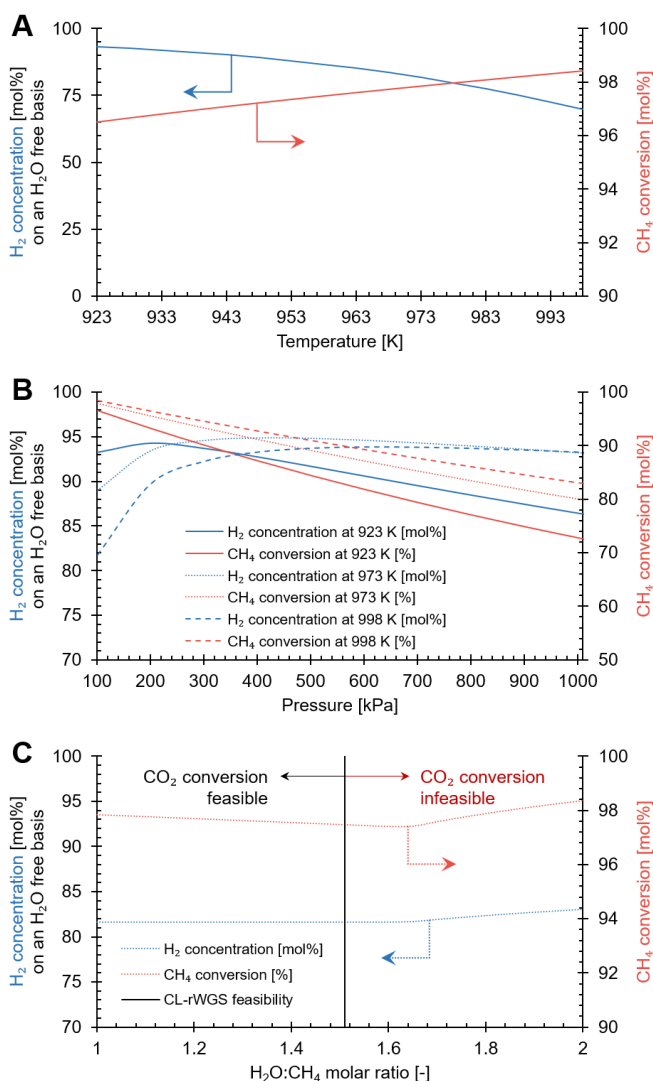 A
H₂ concentration [mol%]
on an H₂O free basis
100
75
50
25
0
100
98
96
94
92
90
CH₄ conversion [mol%]
923 933 943 953 963 973 983 993
Temperature [K]
B
H₂ concentration [mol%]
on an H₂O free basis
100
95
90
85
80
75
70
100
90
80
70
60
50
CH₄ conversion [mol%]
H₂ concentration at 923 K [mol%]
CH₄ conversion at 923 K [%]
H₂ concentration at 973 K [mol%]
CH₄ conversion at 973 K [%]
H₂ concentration at 998 K [mol%]
CH₄ conversion at 998 K [%]
100 200 300 400 500 600 700 800 900 1000
Pressure [kPa]
C
H₂ concentration [mol%]
on an H₂O free basis
100
95
90
85
80
75
70
100
98
96
94
92
90
CH₄ conversion [mol%]
CO₂ conversion
feasible
CO₂ conversion
infeasible
H₂ concentration [mol%]
CH₄ conversion [%]
CL-rWGS feasibility
1 1.2 1.4 1.6 1.8 2
H₂O:CH₄ molar ratio [-]